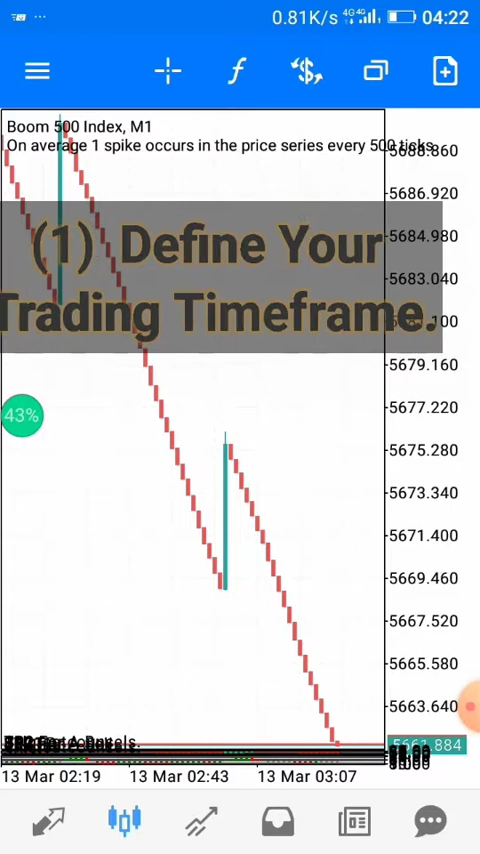 0.81K/s 4G 4G 04:22
Boom 500 Index, M1
On average 1 spike occurs in the price series every 500 ticks.
5688.860
5686.920
(1) Define Your
5684.980
5683.040
Trading Timeframe.
5679.160
43%
5677.220
5675.280
5673.340
5671.400
5669.460
5667.520
5665.580
5663.640
5661.884
13 Mar 02:19 13 Mar 02:43 13 Mar 03:07